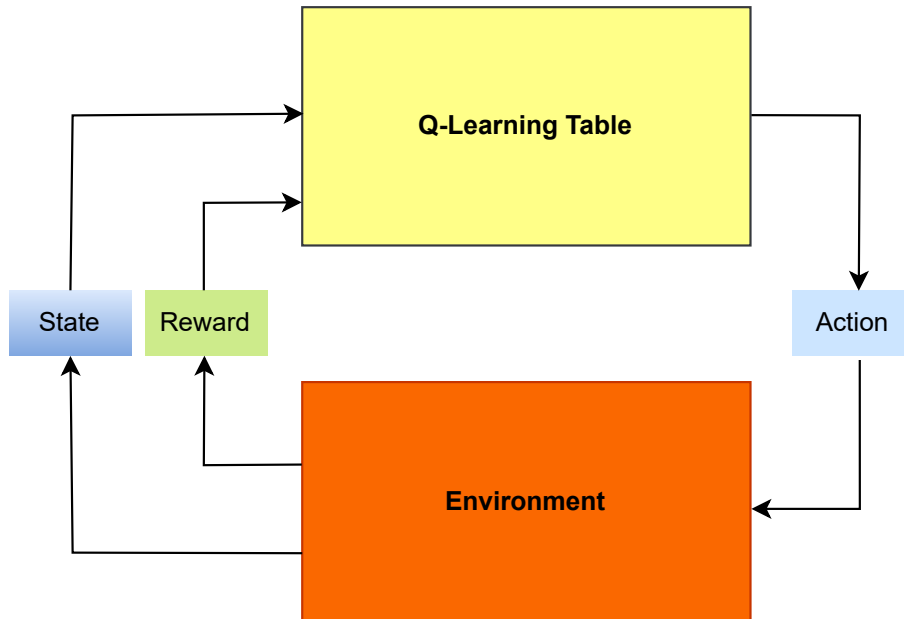 Q-Learning Table
State
Reward
Action
Environment